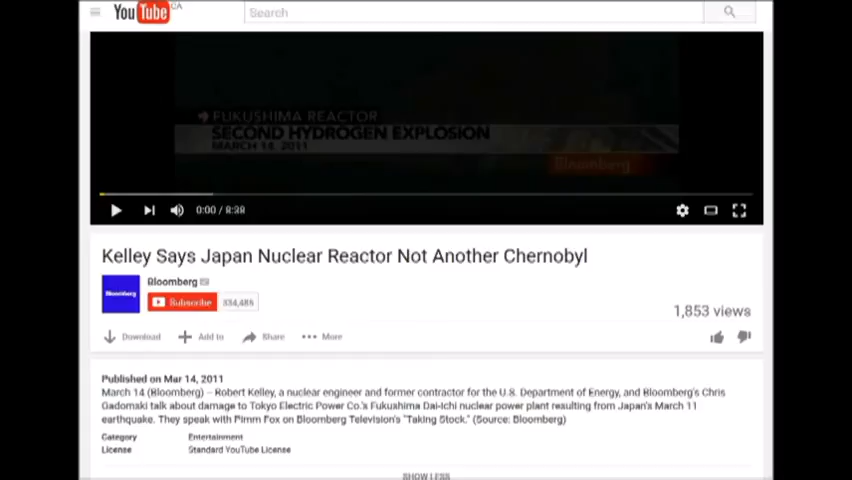 YouTube CA
Search
FUKUSHIMA REACTOR
SECOND HYDROGEN EXPLOSION
MARCH 14, 2011
Bloomberg
0:00 / 8:38
Kelley Says Japan Nuclear Reactor Not Another Chernobyl
Bloomberg
Bloomberg
Subscribe 334,486
1,853 views
Download Add to Share More
Published on Mar 14, 2011
March 14 (Bloomberg) -- Robert Kelley, a nuclear engineer and former contractor for the U.S. Department of Energy, and Bloomberg's Chris
Gadomski talk about damage to Tokyo Electric Power Co.'s Fukushima Dai-Ichi nuclear power plant resulting from Japan's March 11
earthquake. They speak with Pimm Fox on Bloomberg Television's "Taking Stock." (Source: Bloomberg)
Category Entertainment
License Standard YouTube License
SHOW LESS